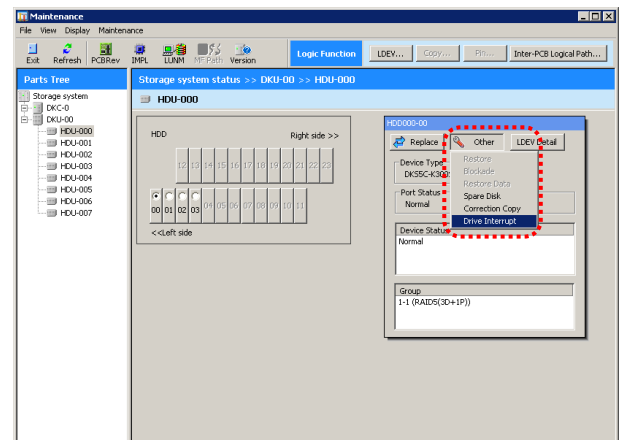 Maintenance
File View Display Maintenance
Exit Refresh PCBRev IMPL LUNM MF Path Version Logic Function LDEV... Copy... Pin... Inter-PCB Logical Path...
Parts Tree
Storage system status >> DKU-00 >> HDU-000
Storage system
DKC-0
DKU-00
HDU-000
HDU-001
HDU-002
HDU-003
HDU-004
HDU-005
HDU-006
HDU-007
HDU-000
HDD Right side >>
12 13 14 15 16 17 18 19 20 21 22 23
00 01 02 03 04 05 06 07 08 09 10 11
<<Left side
HDD000-00
Replace Other LDEV Detail
Restore
Blockade
Restore Data
Spare Disk
Correction Copy
Drive Interrupt
Device Type
Port Status
Normal
Device Status
Normal
Group
1-1 (RAID5(3D+1P))